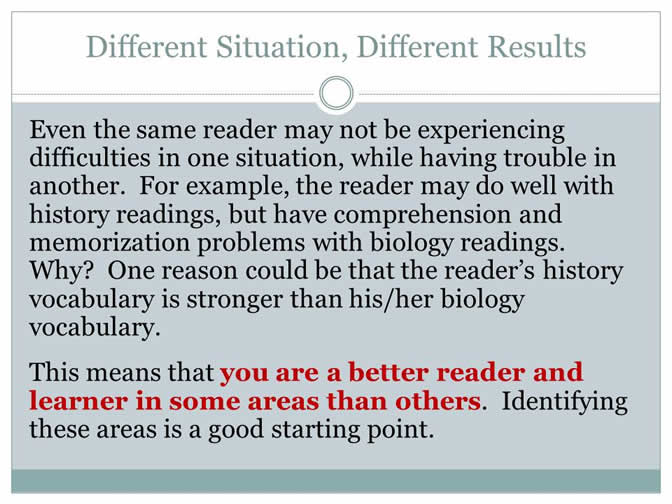 Different Situation, Different Results
Even the same reader may not be experiencing
difficulties in one situation, while having trouble in
another.  For example, the reader may do well with
history readings, but have comprehension and
memorization problems with biology readings.
Why?  One reason could be that the reader's history
vocabulary is stronger than his/her biology
vocabulary.
This means that you are a better reader and
learner in some areas than others.  Identifying
these areas is a good starting point.